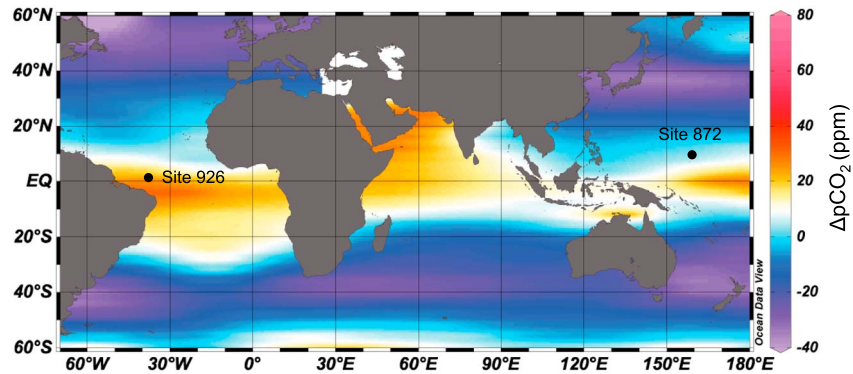 60°N
40°N
20°N
EQ
20°S
40°S
60°S
60°W
30°W
0°
30°E
60°E
90°E
120°E
150°E
180°E
Site 926
Site 872
Ocean Data View
80
60
40
20
0
-20
-40
ΔpCO₂ (ppm)